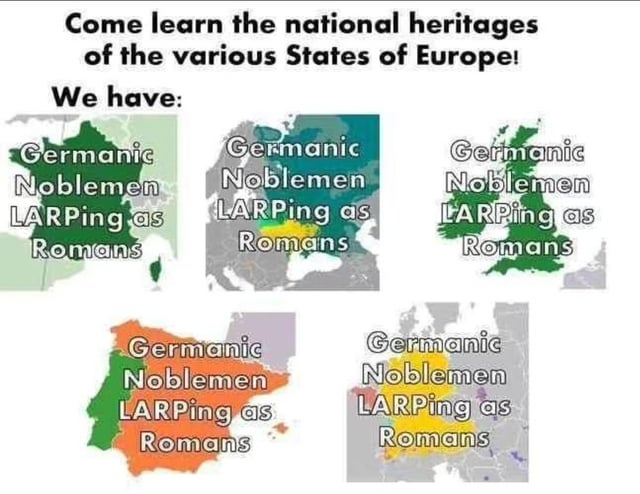 Come learn the national heritages
of the various States of Europe!
We have:
Germanic
Noblemen
LARPing as
Romans
Germanic
Noblemen
LARPing as
Romans
Germanic
Noblemen
LARPing as
Romans
Germanic
Noblemen
LARPing as
Romans
Germanic
Noblemen
LARPing as
Romans